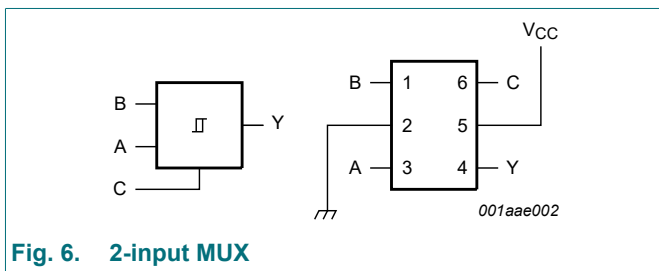 VCC
B 1 6 C
B
Y
2 5
A
A 3 4 Y
C
001aae002
Fig. 6. 2-input MUX